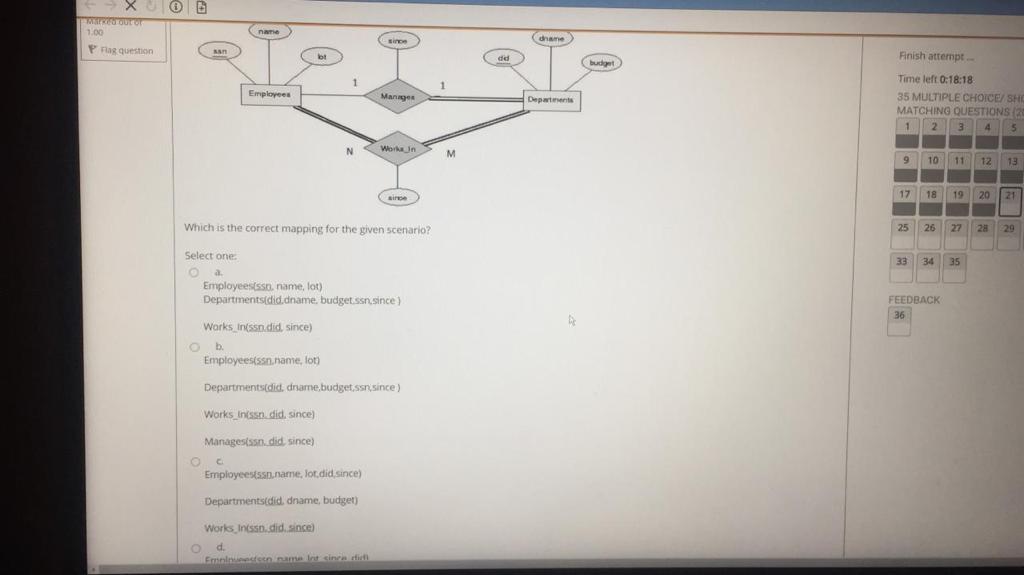 Marked out of
1.00
Flag question
name
ssn
lot
since
dname
did
budget
Employees
1
Manages
1
Departments
N
Works_In
M
since
Which is the correct mapping for the given scenario?
Select one:
a.
Employees(ssn, name, lot)
Departments(did,dname, budget,ssn,since )
Works_In(ssn,did, since)
b.
Employees(ssn,name, lot)
Departments(did, dname,budget,ssn,since )
Works_In(ssn, did, since)
Manages(ssn, did, since)
c.
Employees(ssn,name, lot,did,since)
Departments(did, dname, budget)
Works_In(ssn, did, since)
d.
Employees(ssn, name, lot, since, did)
Finish attempt ...
Time left 0:18:18
35 MULTIPLE CHOICE/
MATCHING QUESTIONS
1 2 3 4 5
9 10 11 12 13
17 18 19 20 21
25 26 27 28 29
33 34 35
FEEDBACK
36